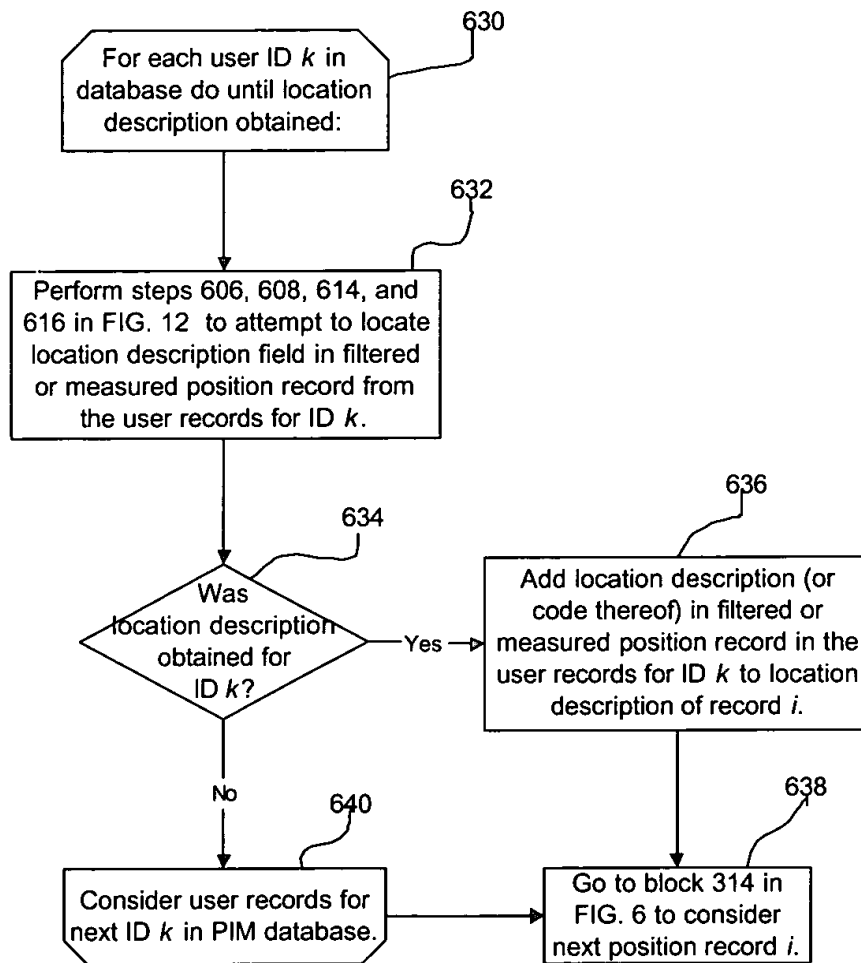 630
For each user ID k in
database do until location
description obtained:
632
Perform steps 606, 608, 614, and
616 in FIG. 12 to attempt to locate
location description field in filtered
or measured position record from
the user records for ID k.
634
Was
location description
obtained for
ID k?
Yes
636
Add location description (or
code thereof) in filtered or
measured position record in the
user records for ID k to location
description of record i.
No
640
Consider user records for
next ID k in PIM database.
638
Go to block 314 in
FIG. 6 to consider
next position record i.